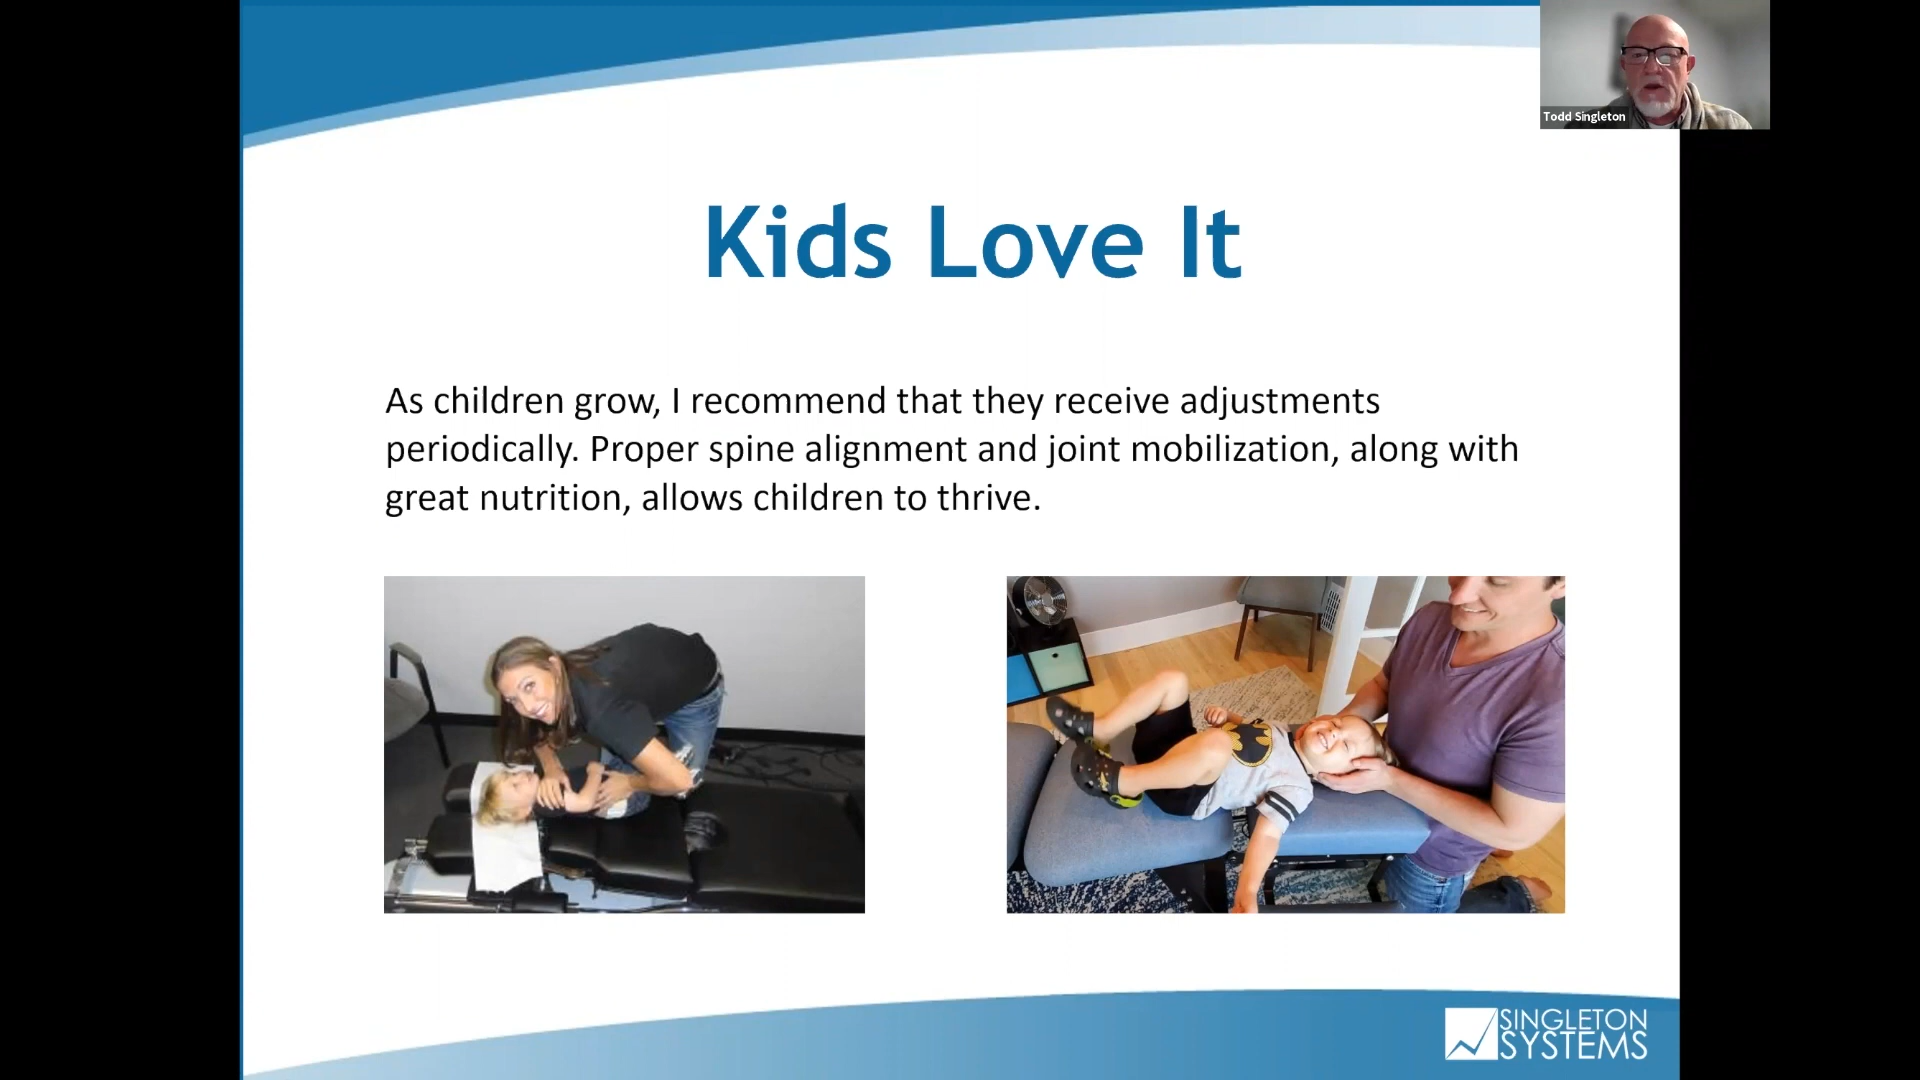 Todd Singleton
Kids Love It
As children grow, I recommend that they receive adjustments
periodically. Proper spine alignment and joint mobilization, along with
great nutrition, allows children to thrive.
SINGLETON
SYSTEMS